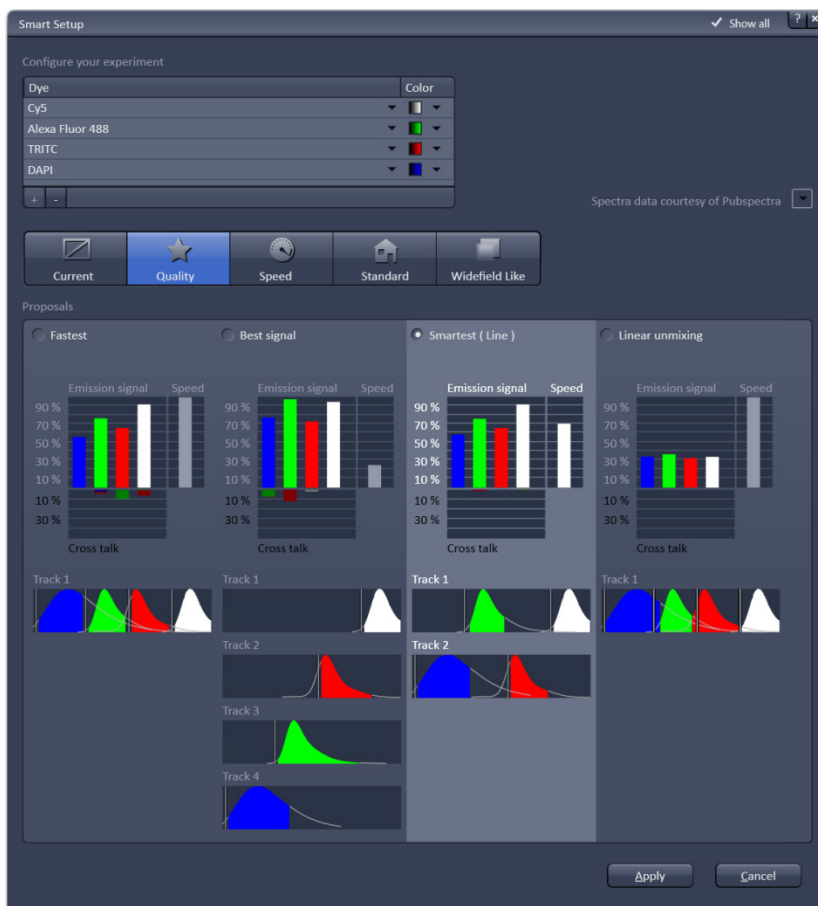 Smart Setup
Show all ? ×
Configure your experiment
Dye Color
Cy5
Alexa Fluor 488
TRITC
DAPI
+ -
Spectra data courtesy of Pubspectra
Current Quality Speed Standard Widefield Like
Proposals
Fastest
Emission signal Speed
90 %
70 %
50 %
30 %
10 %
10 %
30 %
Cross talk
Track 1
Best signal
Emission signal Speed
90 %
70 %
50 %
30 %
10 %
10 %
30 %
Cross talk
Track 1
Track 2
Track 3
Track 4
Smartest ( Line )
Emission signal Speed
90 %
70 %
50 %
30 %
10 %
10 %
30 %
Cross talk
Track 1
Track 2
Linear unmixing
Emission signal Speed
90 %
70 %
50 %
30 %
10 %
10 %
30 %
Cross talk
Track 1
Apply Cancel